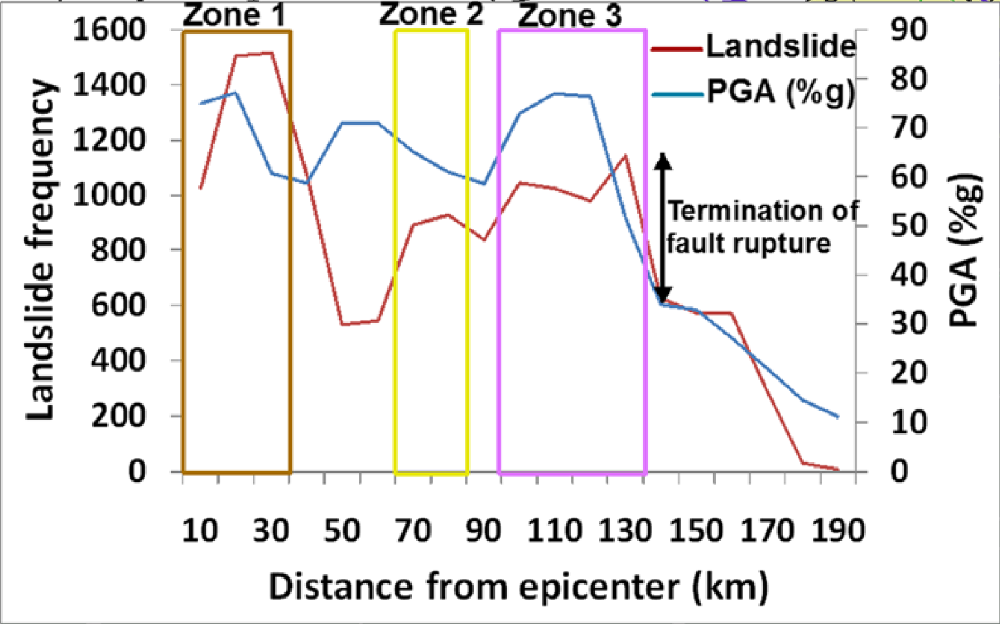 Zone 1 Zone 2 Zone 3
Landslide
PGA (%g)
Termination of
fault rupture
Landslide frequency
1600
1400
1200
1000
800
600
400
200
0
PGA (%g)
90
80
70
60
50
40
30
20
10
0
10 30 50 70 90 110 130 150 170 190
Distance from epicenter (km)